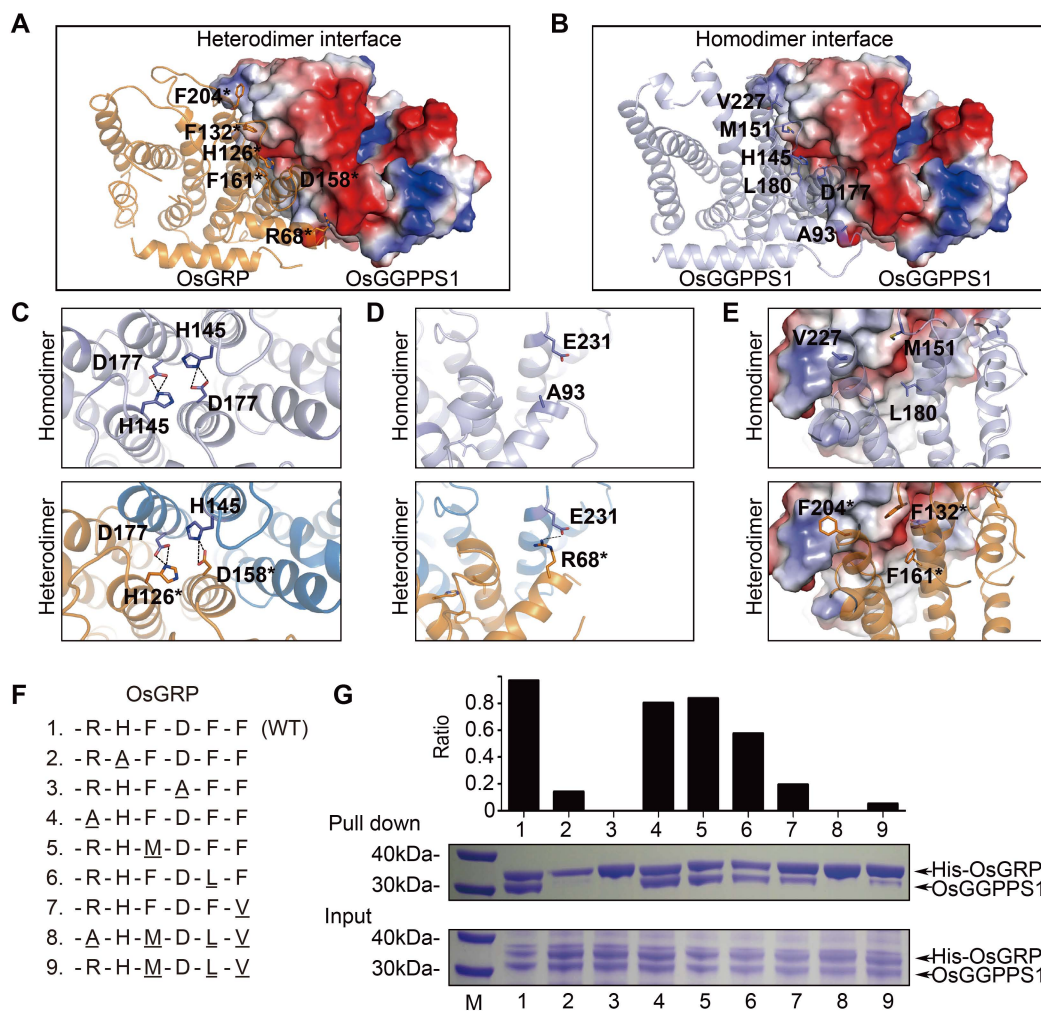 A
Heterodimer interface
F204*
F132*
H126*
F161*
D158*
R68*
OsGRP
OsGGPPS1
B
Homodimer interface
V227
M151
H145
L180
D177
A93
OsGGPPS1
OsGGPPS1
C
Homodimer
H145
D177
D177
H145
Heterodimer
H145
D177
D158*
H126*
D
Homodimer
E231
A93
Heterodimer
E231
R68*
E
Homodimer
V227
M151
L180
Heterodimer
F204*
F132*
F161*
F
OsGRP
1. -R-H-F-D-F-F (WT)
2. -R-A-F-D-F-F
3. -R-H-F-A-F-F
4. -A-H-F-D-F-F
5. -R-H-M-D-F-F
6. -R-H-F-D-L-F
7. -R-H-F-D-F-V
8. -A-H-M-D-L-V
9. -R-H-M-D-L-V
G
Ratio
0.8
0.6
0.4
0.2
0
1 2 3 4 5 6 7 8 9
Pull down
40kDa-
30kDa-
His-OsGRP
OsGGPPS1
Input
40kDa-
30kDa-
His-OsGRP
OsGGPPS1
M 1 2 3 4 5 6 7 8 9